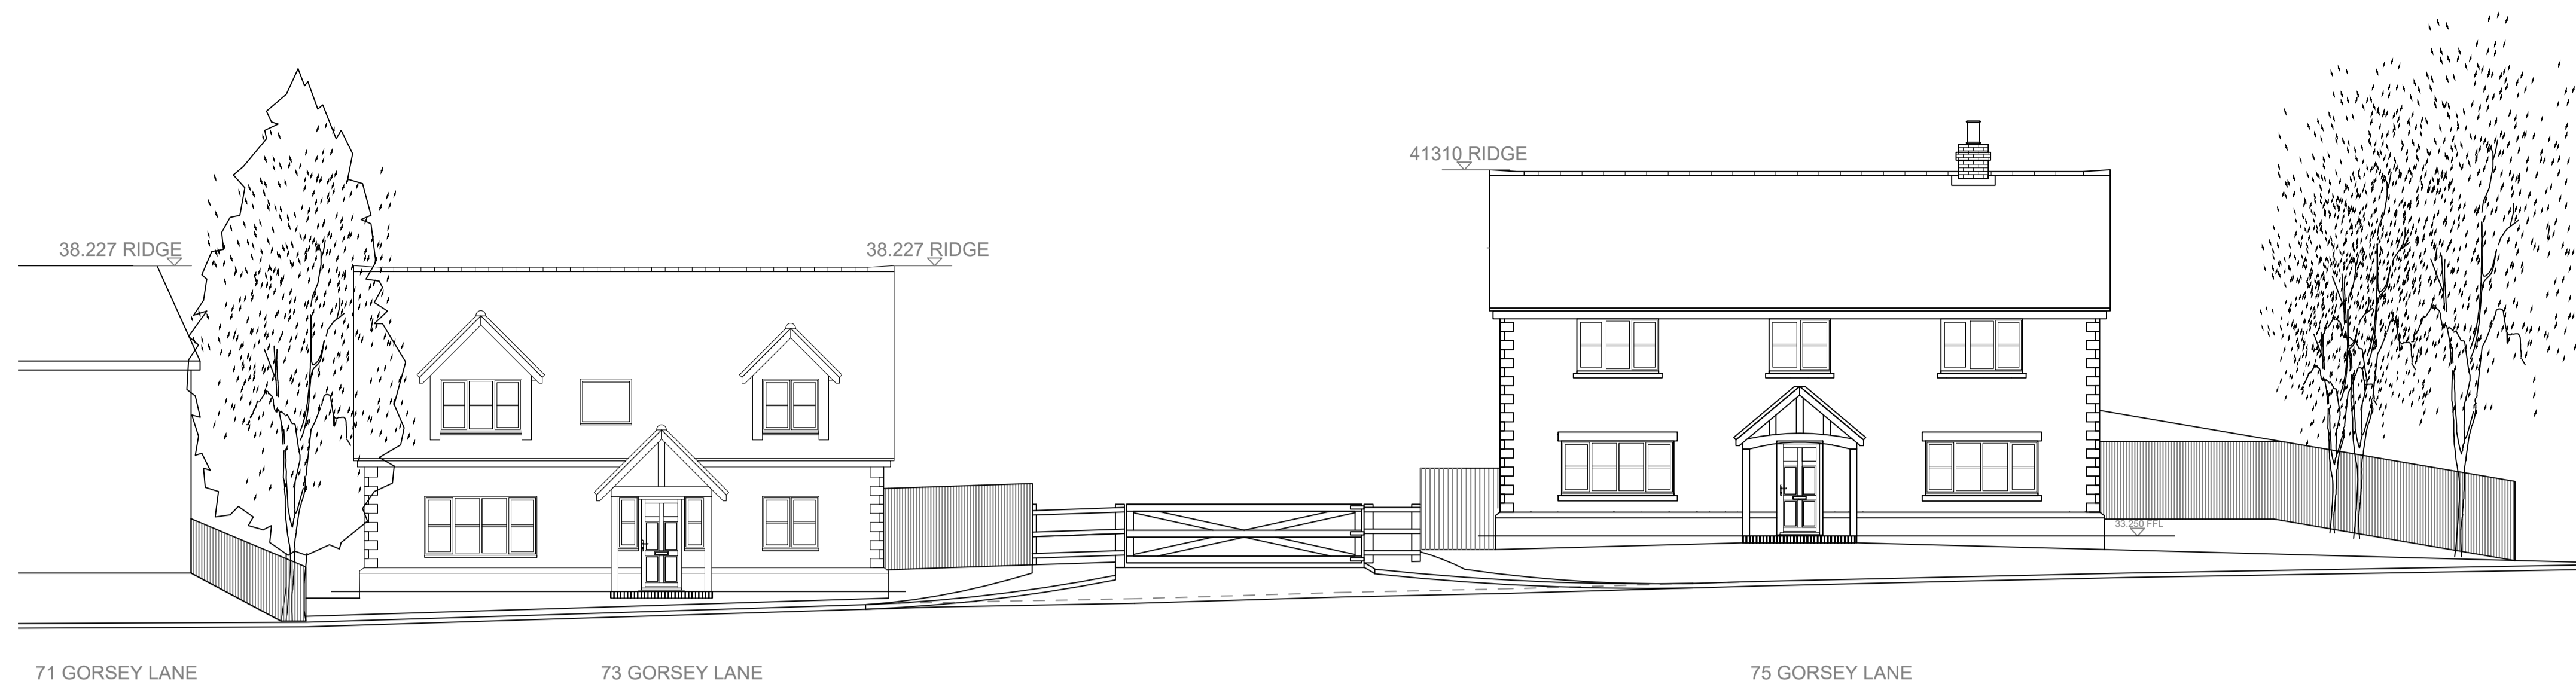 41310 RIDGE
38.227 RIDGE
38.227 RIDGE
33.250 FFL
71 GORSEY LANE
73 GORSEY LANE
75 GORSEY LANE